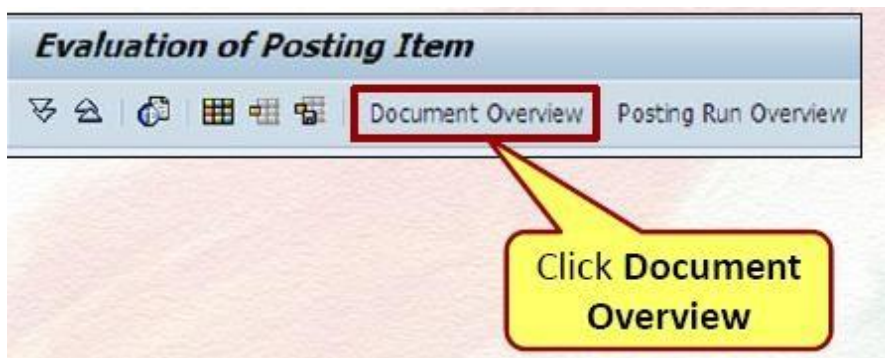 Evaluation of Posting Item
Document Overview Posting Run Overview
Click Document
Overview